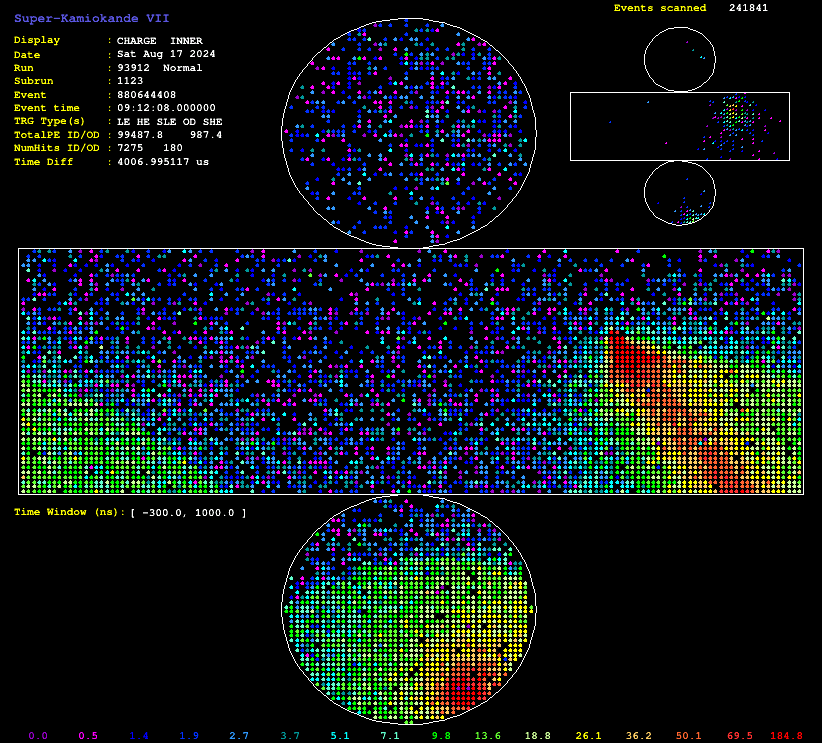 Super-Kamiokande VII
Events scanned 241841
Display : CHARGE INNER
Date : Sat Aug 17 2024
Run : 93912 Normal
Subrun : 1123
Event : 880644408
Event time : 09:12:08.000000
TRG Type(s) : LE HE SLE OD SHE
TotalPE ID/OD : 99487.8 987.4
NumHits ID/OD : 7275 180
Time Diff : 4006.995117 us
Time Window (ns): [ -300.0, 1000.0 ]
0.0 0.5 1.4 1.9 2.7 3.7 5.1 7.1 9.8 13.6 18.8 26.1 36.2 50.1 69.5 184.8